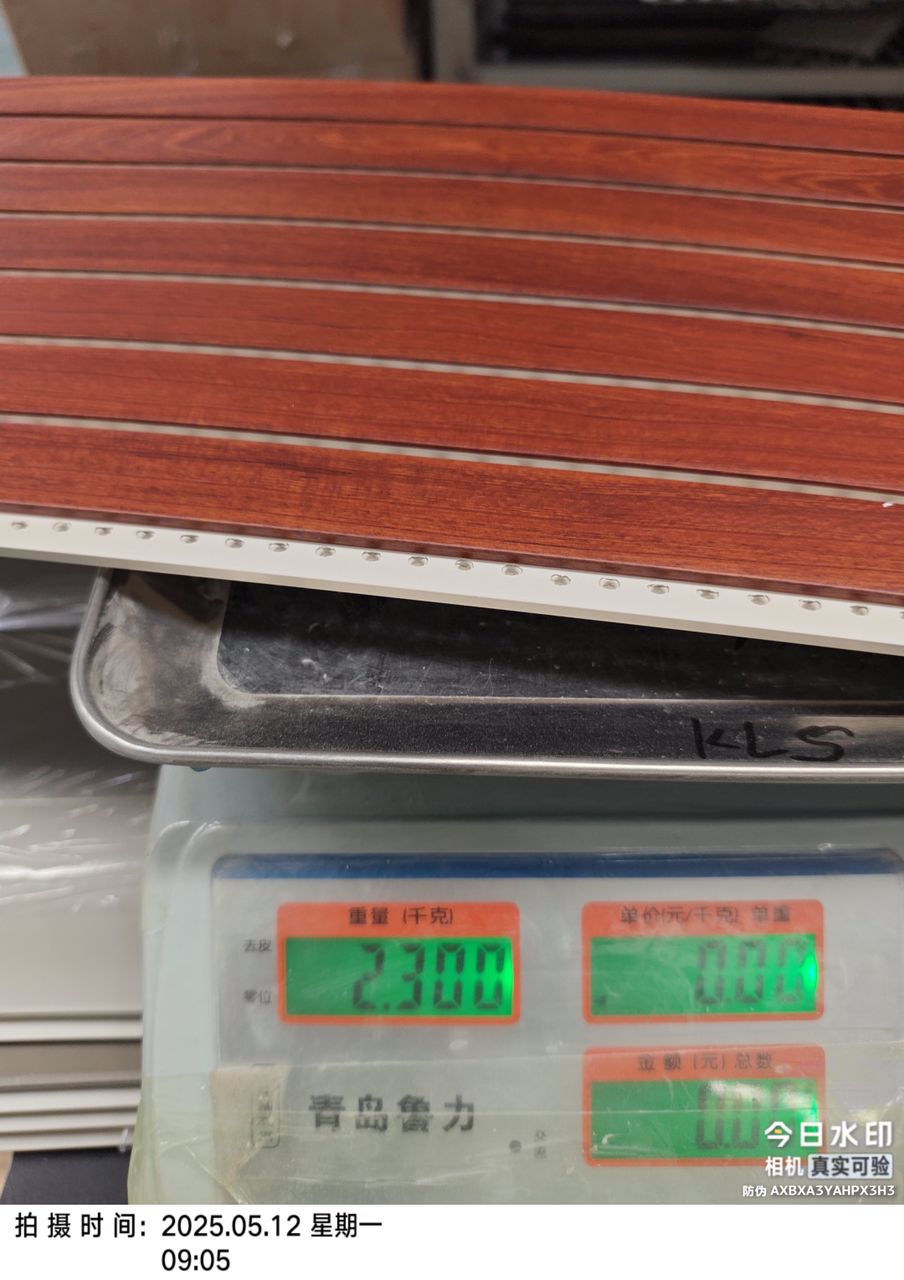 KLS
重量 (千克)
单价(元/千克) 单重
去皮
2.300
0.00
零位
金额 (元) 总数
青岛鲁力
今日水印
相机 真实可验
防伪 AXBXA3YAHPX3H3
拍摄时间: 2025.05.12 星期一
09:05